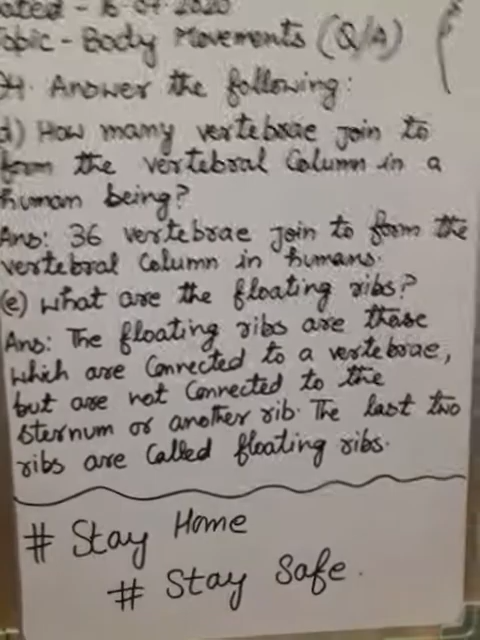 Dated - 16-04-2020
Topic - Body Movements (Q/A)
Answer the following:
d) How many vertebrae join to
form the vertebral Column in a
human being?
Ans: 36 vertebrae join to form the
vertebral Column in humans.
(e) What are the floating ribs?
Ans: The floating ribs are those
which are Connected to a vertebrae,
but are not Connected to the
sternum or another rib. The last two
ribs are Called floating ribs.
# Stay Home
# Stay Safe.